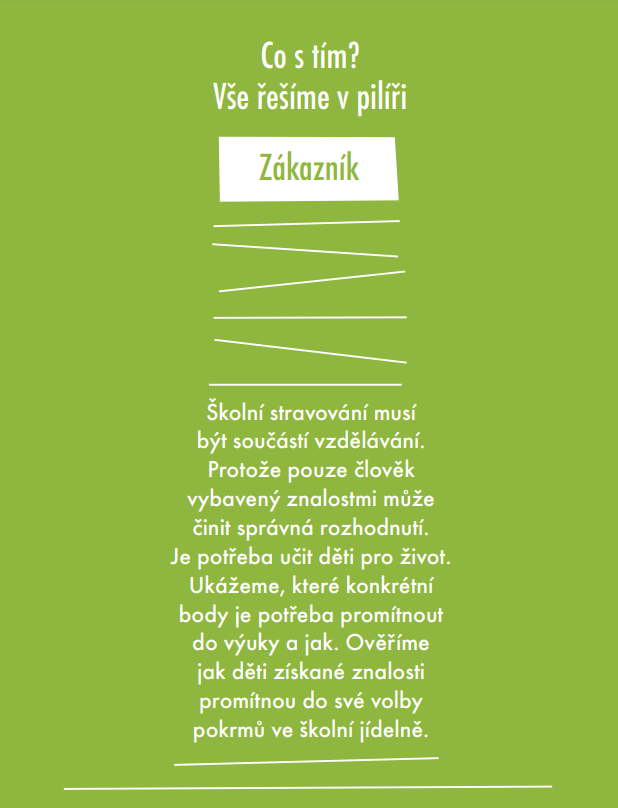 Co s tím?
Vše řešíme v pilíři
Zákazník
Školní stravování musí
být součástí vzdělávání.
Protože pouze člověk
vybavený znalostmi může
činit správná rozhodnutí.
Je potřeba učit děti pro život.
Ukážeme, které konkrétní
body je potřeba promítnout
do výuky a jak. Ověříme
jak děti získané znalosti
promítnou do své volby
pokrmů ve školní jídelně.